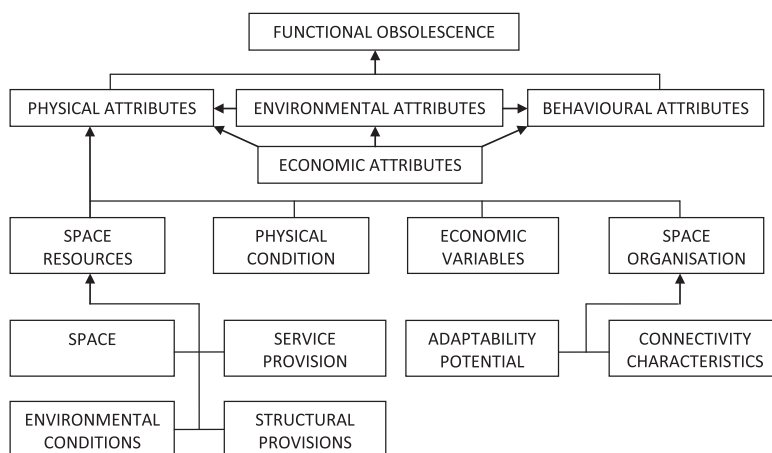 FUNCTIONAL OBSOLESCENCE
PHYSICAL ATTRIBUTES
ENVIRONMENTAL ATTRIBUTES
BEHAVIOURAL ATTRIBUTES
ECONOMIC ATTRIBUTES
SPACE
RESOURCES
PHYSICAL
CONDITION
ECONOMIC
VARIABLES
SPACE
ORGANISATION
SPACE
SERVICE
PROVISION
ADAPTABILITY
POTENTIAL
CONNECTIVITY
CHARACTERISTICS
ENVIRONMENTAL
CONDITIONS
STRUCTURAL
PROVISIONS